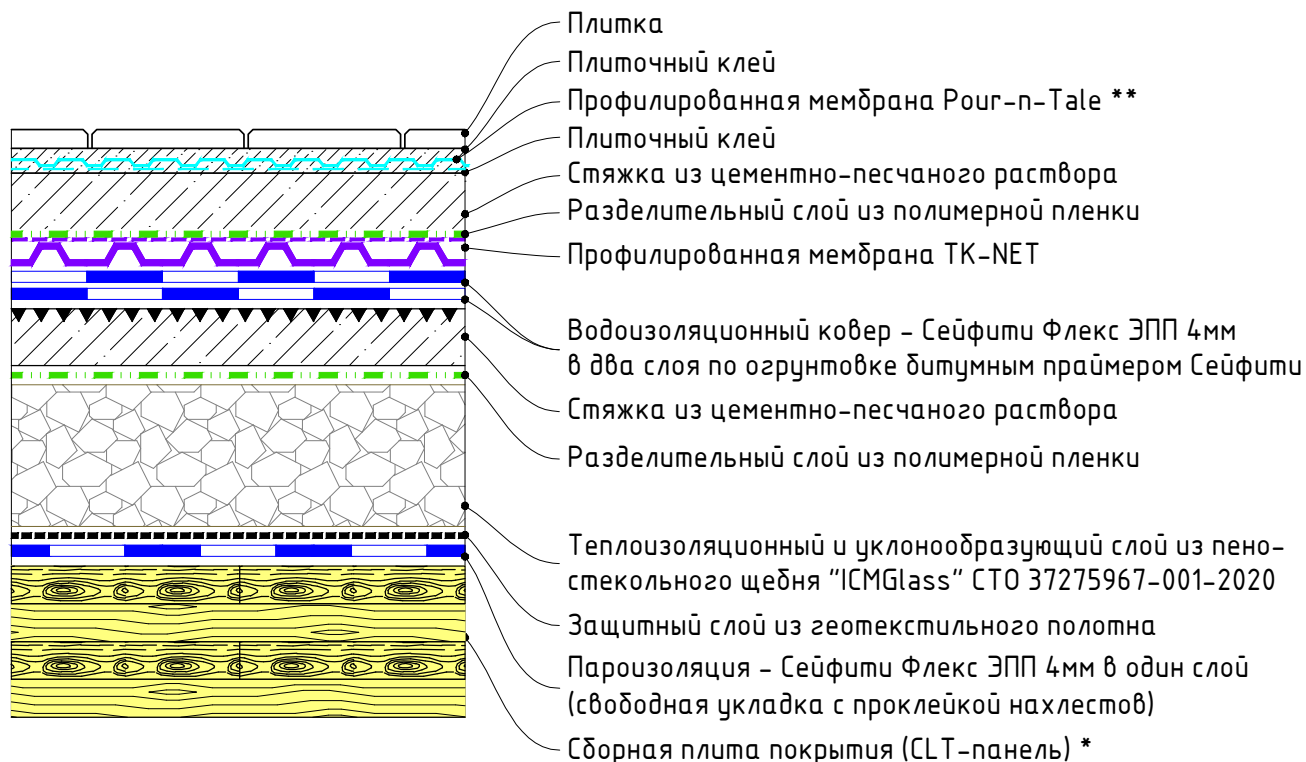 Плитка
Плиточный клей
Профилированная мембрана Pour-n-Tale **
Плиточный клей
Стяжка из цементно-песчаного раствора
Разделительный слой из полимерной пленки
Профилированная мембрана TK-NET
Водоизоляционный ковер - Сейфити Флекс ЭПП 4мм
в два слоя по огрунтовке битумным праймером Сейфити
Стяжка из цементно-песчаного раствора
Разделительный слой из полимерной пленки
Теплоизоляционный и уклонообразующий слой из пено-
стекольного щебня "ICMGlass" СТО 37275967-001-2020
Защитный слой из геотекстильного полотна
Пароизоляция - Сейфити Флекс ЭПП 4мм в один слой
(свободная укладка с проклейкой нахлестов)
Сборная плита покрытия (CLT-панель) *